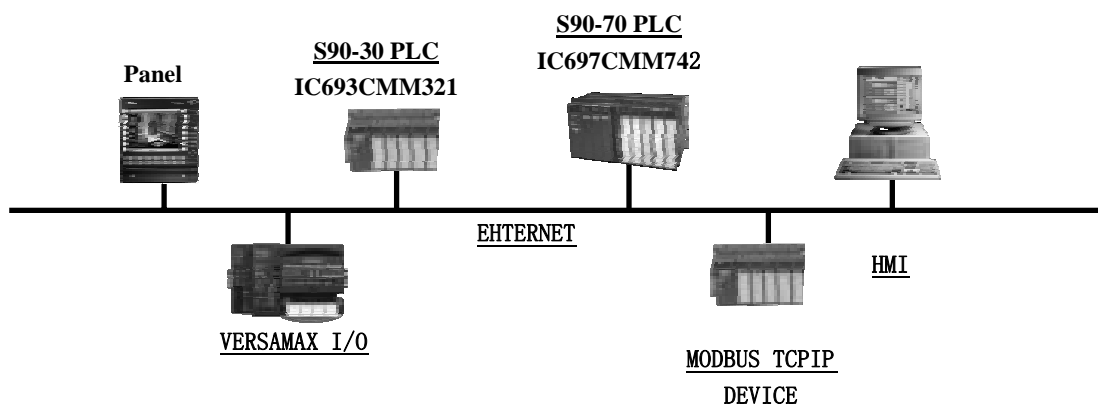 S90-70 PLC
IC697CMM742
S90-30 PLC
IC693CMM321
Panel
EHTERNET
HMI
VERSAMAX I/O
MODBUS TCPIP
DEVICE